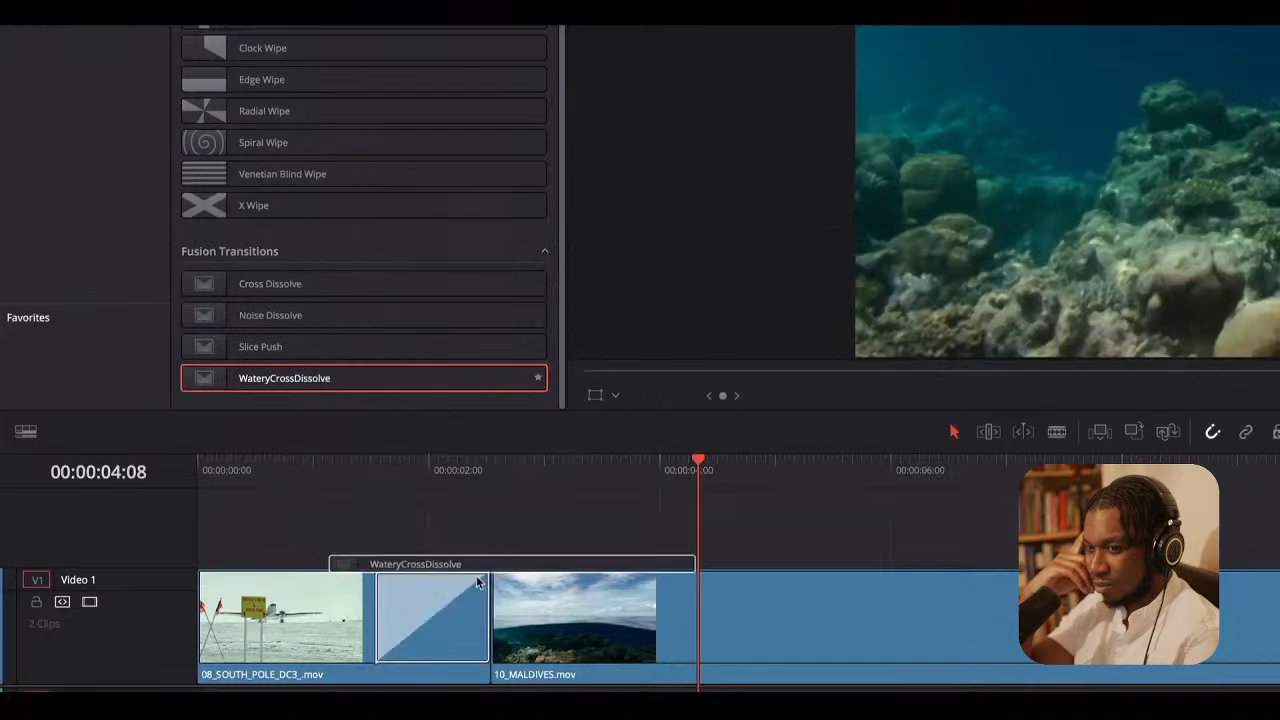 Clock Wipe
Edge Wipe
Radial Wipe
Spiral Wipe
Venetian Blind Wipe
X Wipe
Fusion Transitions
Cross Dissolve
Noise Dissolve
Slice Push
WateryCrossDissolve
Favorites
00:00:04:08
00:00:00:00
00:00:02:00
00:00:04:00
00:00:06:00
WateryCrossDissolve
V1
Video 1
2 Clips
08_SOUTH_POLE_DC3_.mov
10_MALDIVES.mov